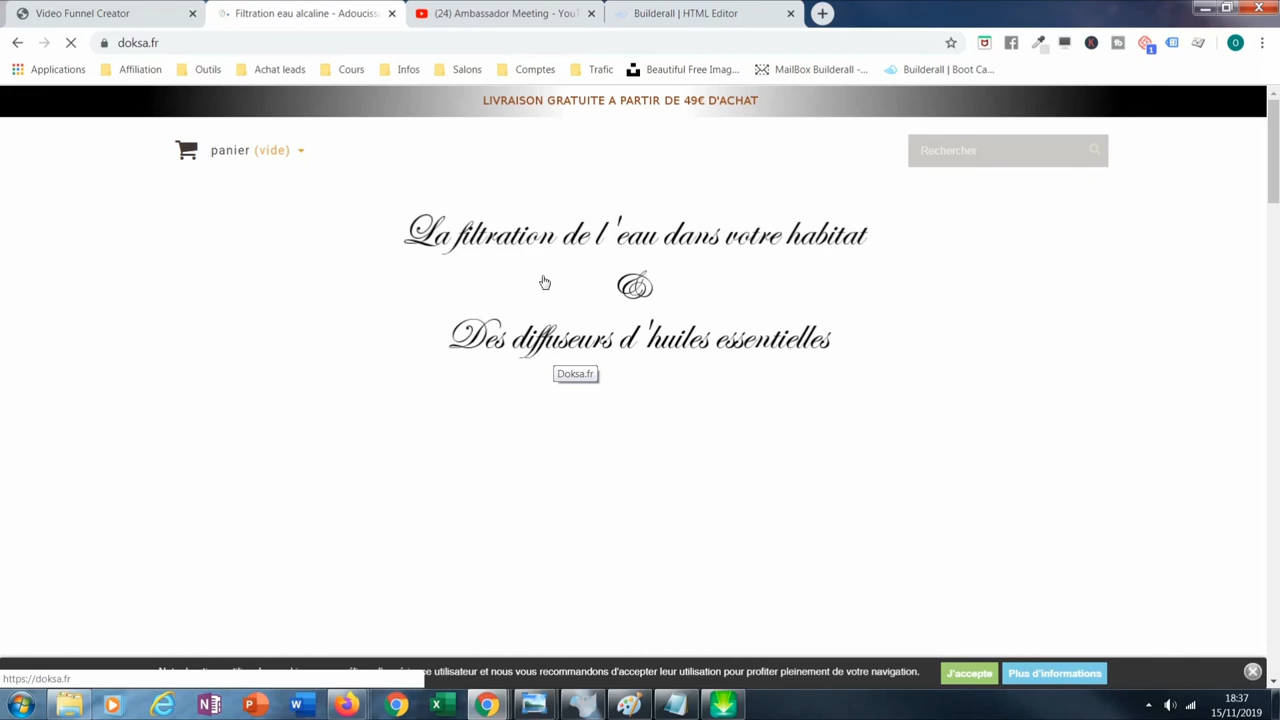 Video Funnel Creator
Filtration eau alcaline - Adouciss
(24) Ambassador Meeting - YouT
Builderall | HTML Editor
doksa.fr
Applications
Affiliation
Outils
Achat leads
Cours
Infos
Salons
Comptes
Trafic
Beautiful Free Imag...
MailBox Builderall -...
Builderall | Boot Ca...
LIVRAISON GRATUITE A PARTIR DE 49€ D'ACHAT
panier (vide)
Rechercher
La filtration de l 'eau dans votre habitat
&
Des diffuseurs d 'huiles essentielles
Doksa.fr
utilisateur et nous vous recommandons d'accepter leur utilisation pour profiter pleinement de votre navigation.
J'accepte
Plus d'informations
https://doksa.fr
18:37
15/11/2019